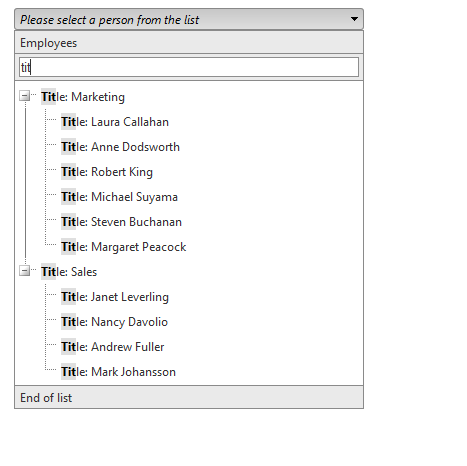 Please select a person from the list
Employees
tit
Title: Marketing
Title: Laura Callahan
Title: Anne Dodsworth
Title: Robert King
Title: Michael Suyama
Title: Steven Buchanan
Title: Margaret Peacock
Title: Sales
Title: Janet Leverling
Title: Nancy Davolio
Title: Andrew Fuller
Title: Mark Johansson
End of list